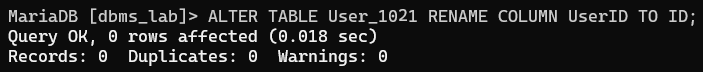 MariaDB [dbms_lab]> ALTER TABLE User_1021 RENAME COLUMN UserID TO ID;
Query OK, 0 rows affected (0.018 sec)
Records: 0  Duplicates: 0  Warnings: 0